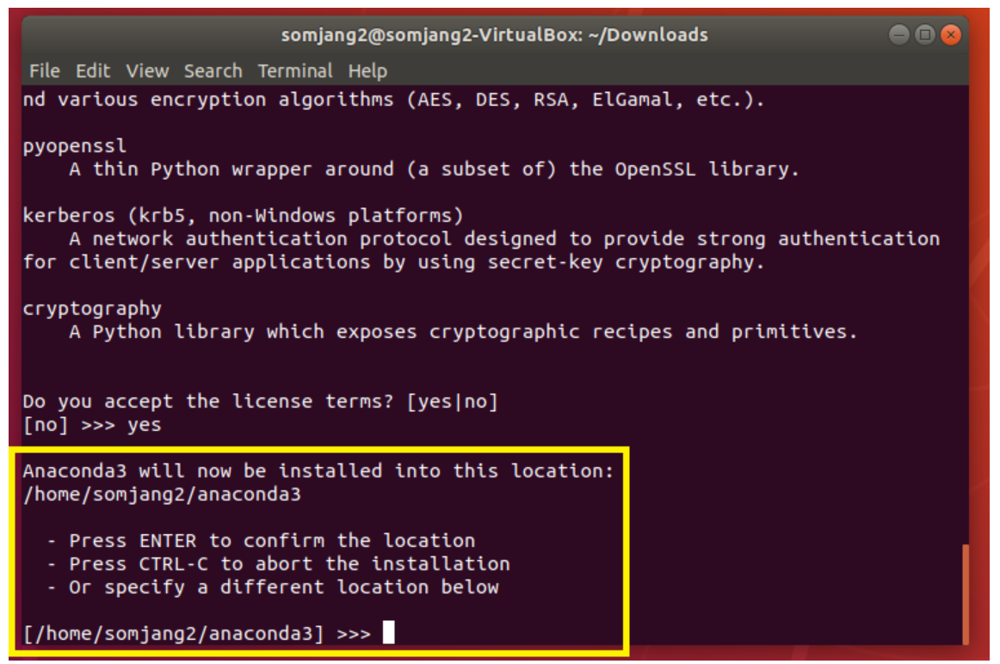 somjang2@somjang2-VirtualBox: ~/Downloads
File Edit View Search Terminal Help
nd various encryption algorithms (AES, DES, RSA, ElGamal, etc.).
pyopenssl
    A thin Python wrapper around (a subset of) the OpenSSL library.
kerberos (krb5, non-Windows platforms)
    A network authentication protocol designed to provide strong authentication
for client/server applications by using secret-key cryptography.
cryptography
    A Python library which exposes cryptographic recipes and primitives.
Do you accept the license terms? [yes|no]
[no] >>> yes
Anaconda3 will now be installed into this location:
/home/somjang2/anaconda3
  - Press ENTER to confirm the location
  - Press CTRL-C to abort the installation
  - Or specify a different location below
[/home/somjang2/anaconda3] >>>